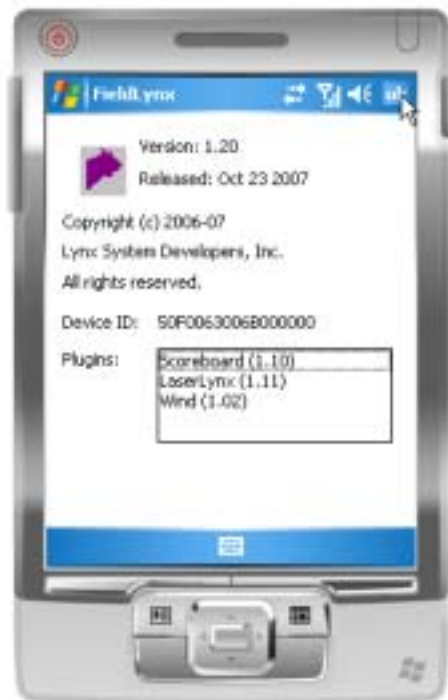 FieldLynx
Version: 1.20
Released: Oct 23 2007
Copyright (c) 2006-07
Lynx System Developers, Inc.
All rights reserved.
Device ID: 50F0063006B000000
Plugins:
Scoreboard (1.10)
LaserLynx (1.11)
Wind (1.02)